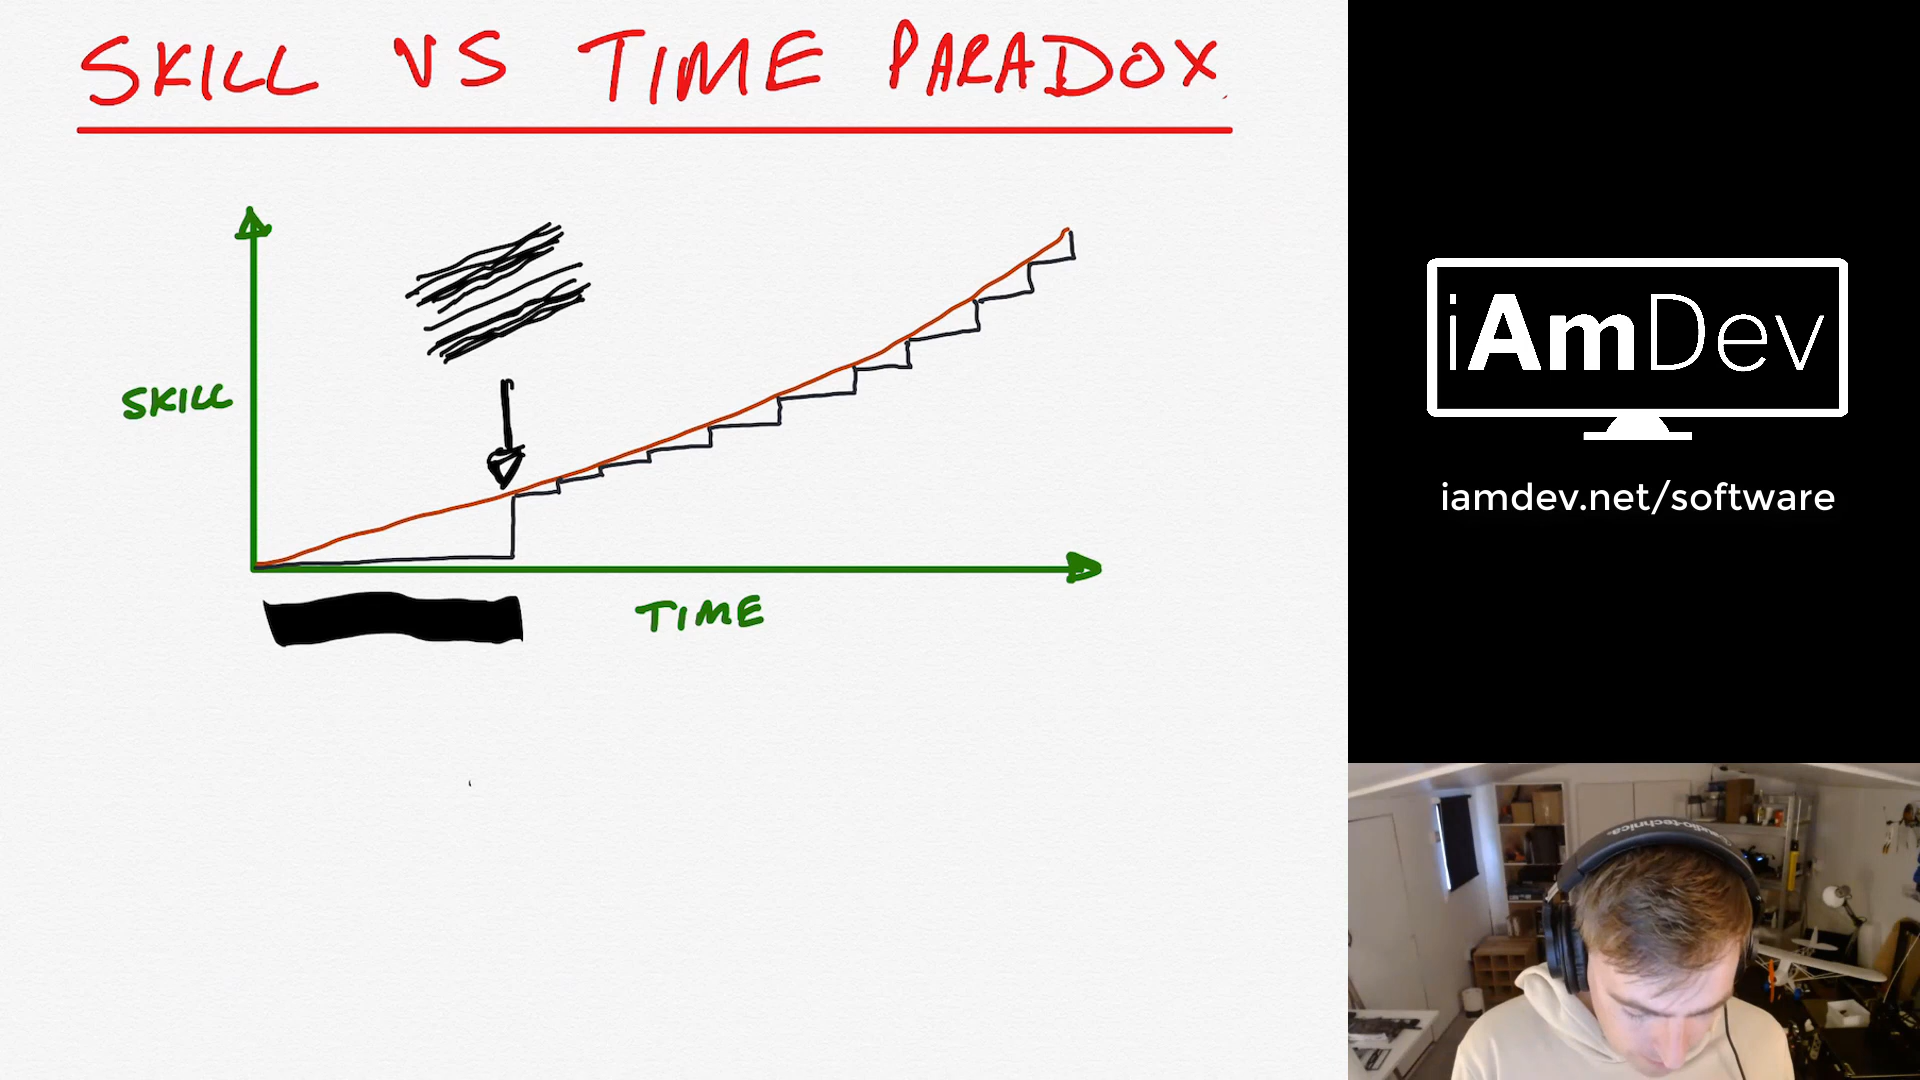 SKILL VS TIME PARADOX
SKILL
TIME
iAmDev
iamdev.net/software
audio-technica